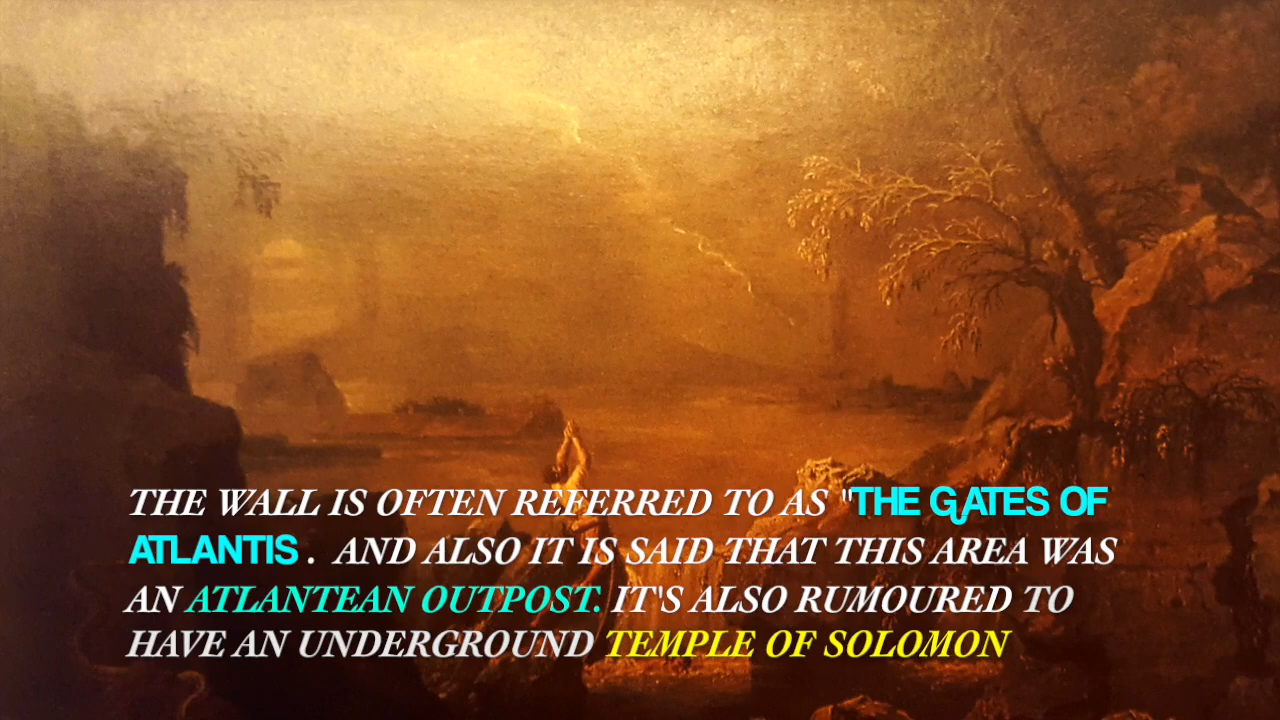 THE WALL IS OFTEN REFERRED TO AS "THE GATES OF
ATLANTIS . AND ALSO IT IS SAID THAT THIS AREA WAS
AN ATLANTEAN OUTPOST. IT'S ALSO RUMOURED TO
HAVE AN UNDERGROUND TEMPLE OF SOLOMON